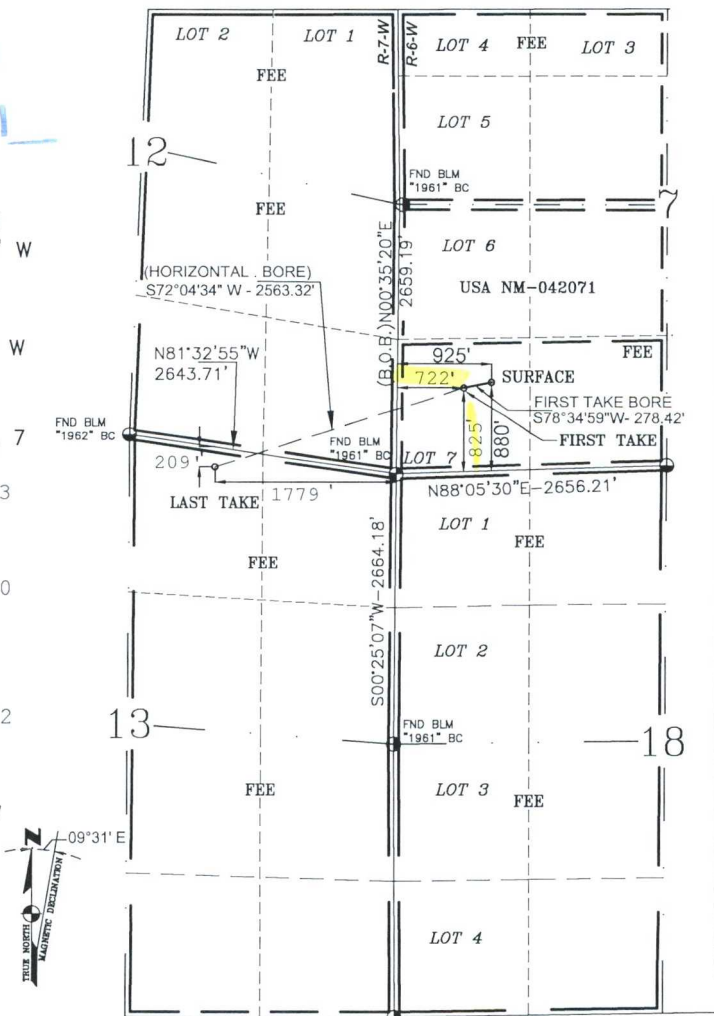 LOT 2
LOT 1
R-7-W
R-6-W
LOT 4
FEE
LOT 3
FEE
LOT 5
12
FND BLM
"1961" BC
7
FEE
W
LOT 6
(HORIZONTAL BORE)
S72°04'34" W - 2563.32'
(B.O.B.)N00°35'20"E
2659.19'
USA NM-042071
W
N81°32'55"W
2643.71'
925'
FEE
722'
SURFACE
FIRST TAKE BORE
S78°34'59"W- 278.42'
FND BLM
"1962" BC
7
825'
880'
FIRST TAKE
FND BLM
"1961" BC
LOT 7
209'
N88°05'30"E-2656.21'
3
LAST TAKE
1779 '
LOT 1
FEE
FEE
S00°25'07"W-2664.18'
0
LOT 2
2
13
FND BLM
"1961" BC
18
FEE
LOT 3
FEE
N
09°31' E
TRUE NORTH
MAGNETIC DECLINATION
LOT 4